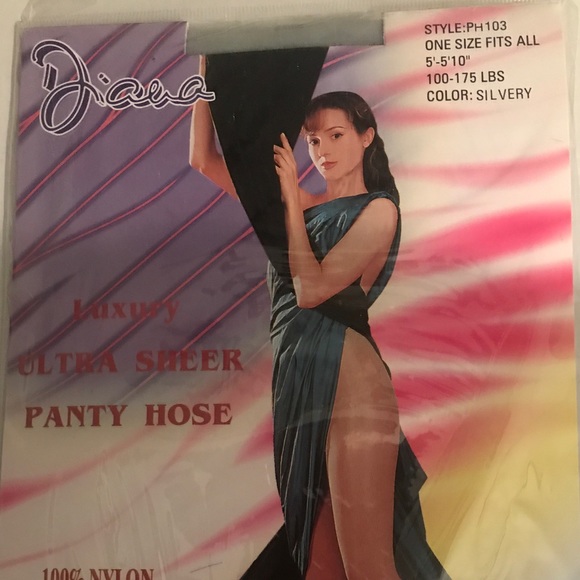 Diana
STYLE:PH103
ONE SIZE FITS ALL
5'-5'10"
100-175 LBS
COLOR: SILVERY
Luxury
ULTRA SHEER
PANTY HOSE
100% NYLON